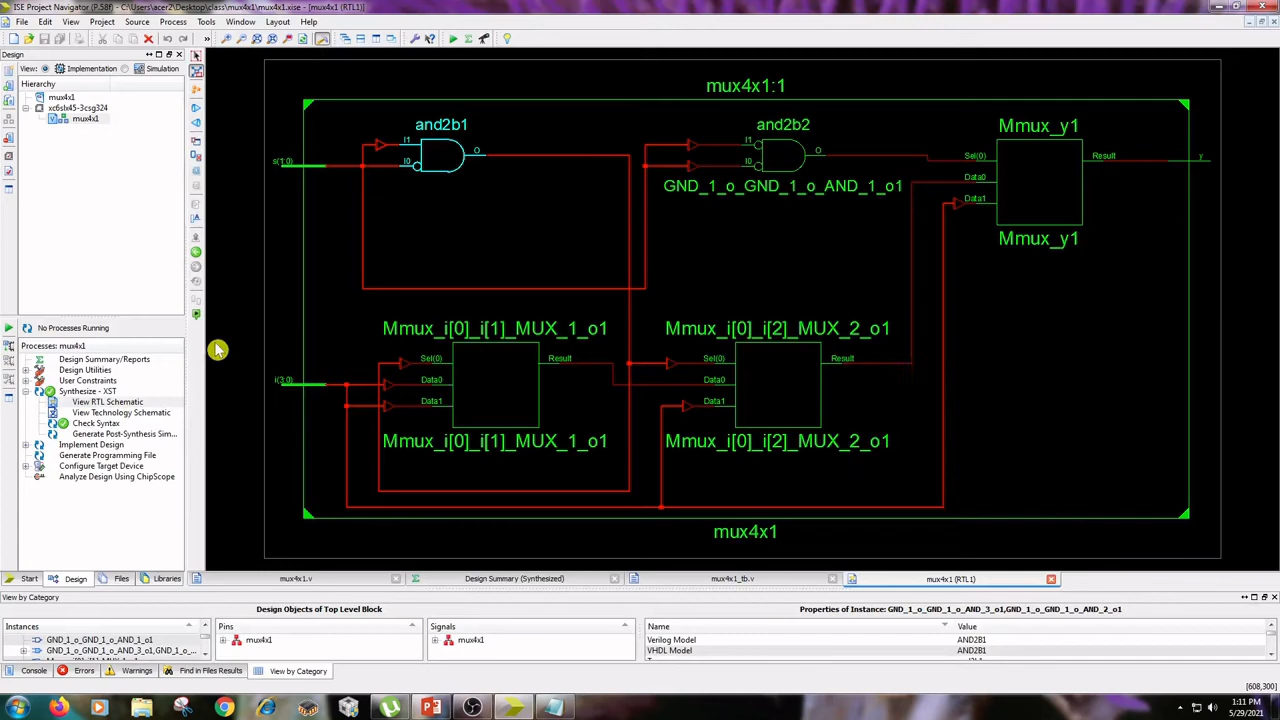 ISE Project Navigator (P.58f) - C:\Users\acer2\Desktop\class\mux4x1\mux4x1.xise - [mux4x1 (RTL1)]
File Edit View Project Source Process Tools Window Layout Help
Design
View: Implementation Simulation
Hierarchy
mux4x1
xc6slx45-3csg324
mux4x1
No Processes Running
Processes: mux4x1
Design Summary/Reports
Design Utilities
User Constraints
Synthesize - XST
View RTL Schematic
View Technology Schematic
Check Syntax
Generate Post-Synthesis Sim...
Implement Design
Generate Programming File
Configure Target Device
Analyze Design Using ChipScope
Start Design Files Libraries
mux4x1:1
and2b1
I1
I0
O
s(1:0)
and2b2
I1
I0
O
GND_1_o_GND_1_o_AND_1_o1
Mmux_y1
Sel(0)
Data0
Data1
Result
y
Mmux_y1
Mmux_i[0]_i[1]_MUX_1_o1
Sel(0)
Data0
Data1
Result
i(3:0)
Mmux_i[0]_i[1]_MUX_1_o1
Mmux_i[0]_i[2]_MUX_2_o1
Sel(0)
Data0
Data1
Result
Mmux_i[0]_i[2]_MUX_2_o1
mux4x1
mux4x1.v Design Summary (Synthesized) mux4x1_tb.v mux4x1 (RTL1)
View by Category
Design Objects of Top Level Block
Properties of Instance: GND_1_o_GND_1_o_AND_3_o1,GND_1_o_GND_1_o_AND_2_o1
Instances Pins Signals Name Value
GND_1_o_GND_1_o_AND_1_o1 mux4x1 mux4x1 Verilog Model AND2B1
GND_1_o_GND_1_o_AND_3_o1,GND_1_o_... VHDL Model AND2B1
Console Errors Warnings Find in Files Results View by Category
[608,300]
1:11 PM
5/29/2021